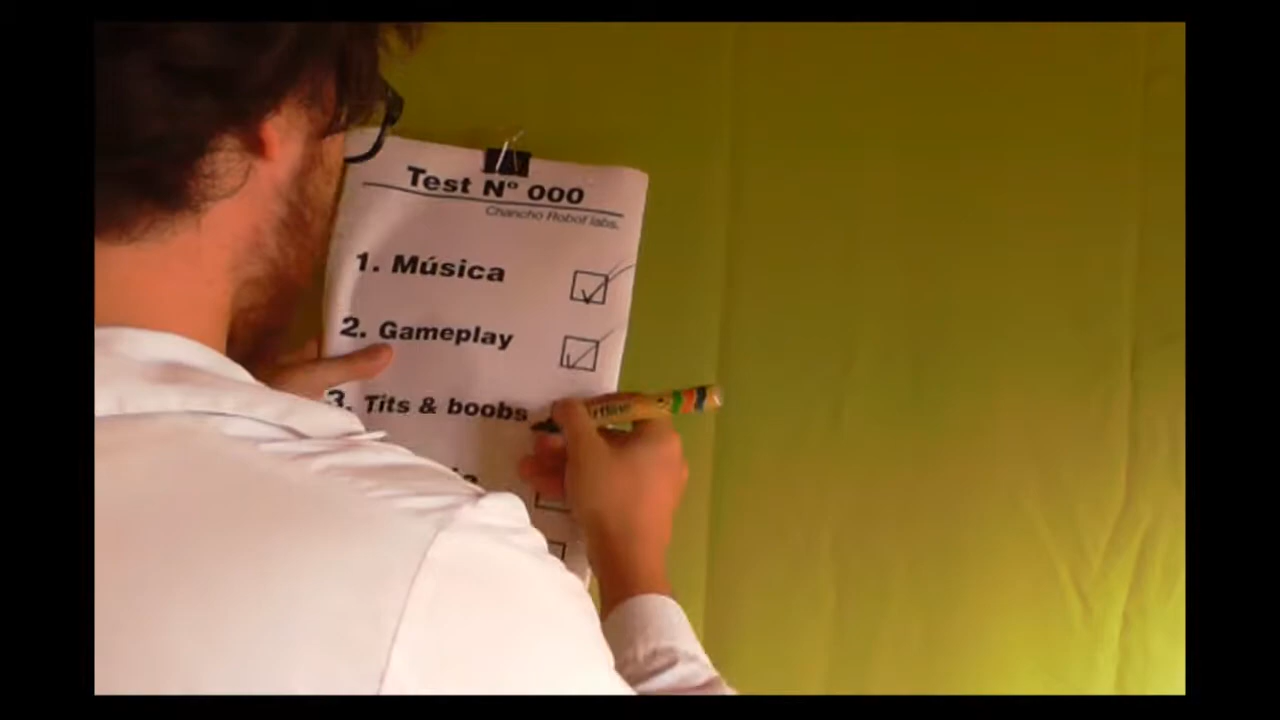 Test Nº 000
Chancho Robot labs.
1. Música
2. Gameplay
3. Tits & boobs